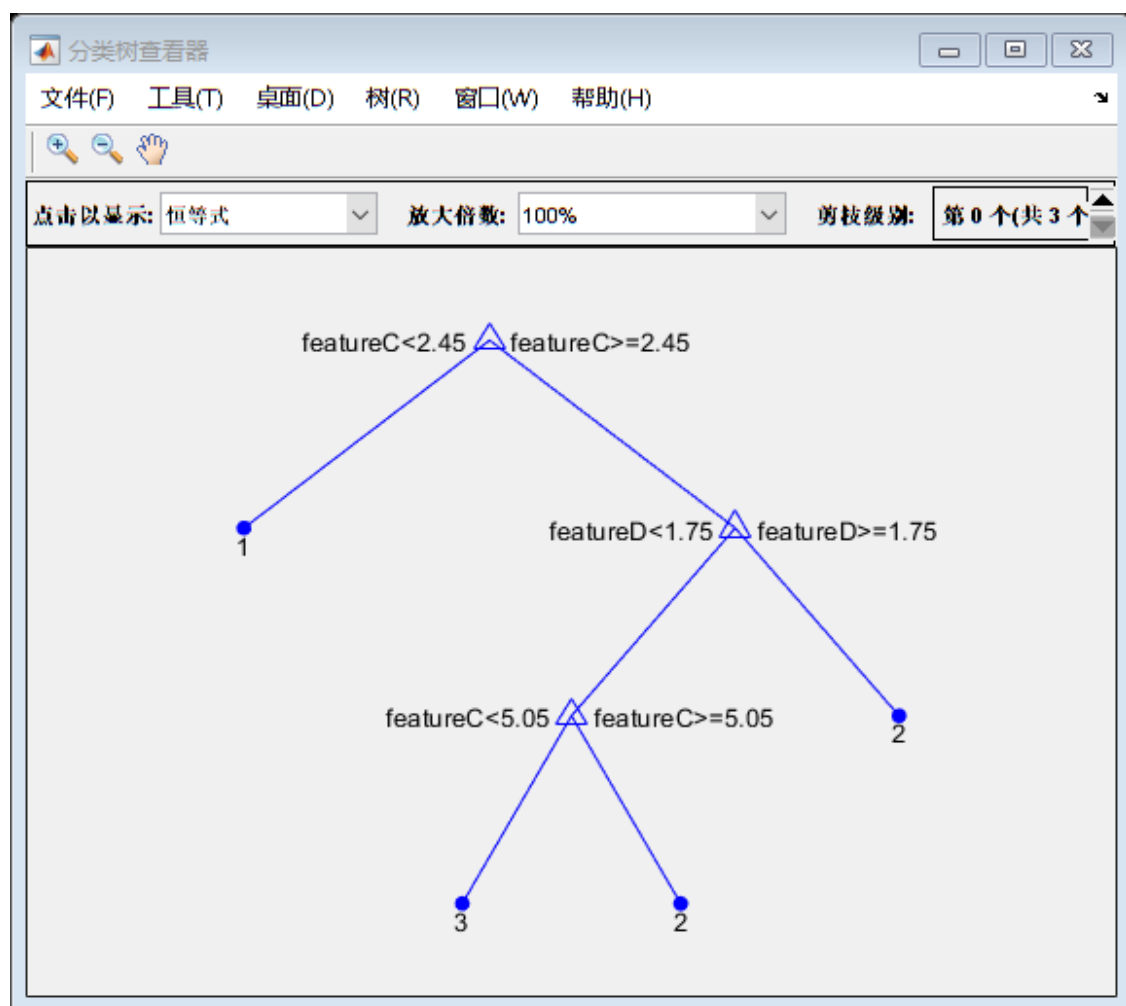 分类树查看器
文件(F) 工具(T) 桌面(D) 树(R) 窗口(W) 帮助(H)
点击以显示: 恒等式 放大倍数: 100% 剪枝级别: 第 0 个(共 3 个
featureC<2.45 featureC>=2.45
1
featureD<1.75 featureD>=1.75
featureC<5.05 featureC>=5.05
2
3
2